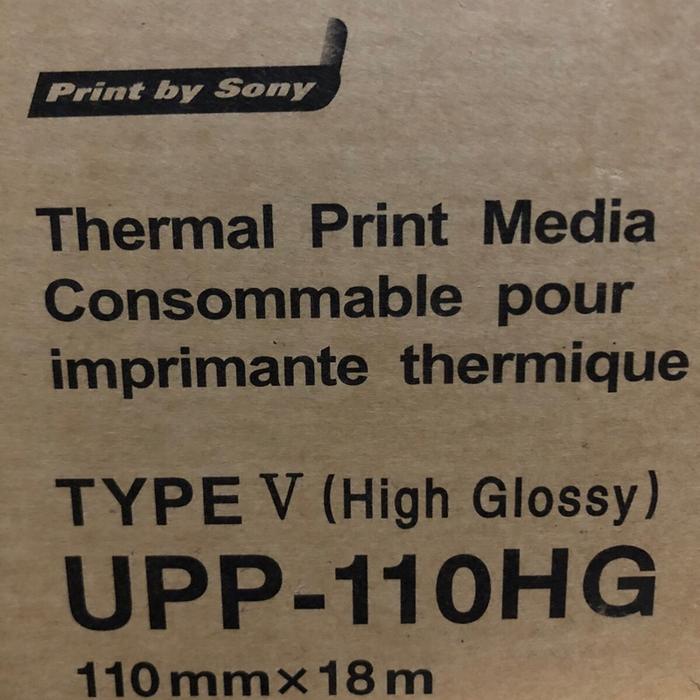 Print by Sony
Thermal Print Media
Consommable pour
imprimante thermique
TYPE V (High Glossy)
UPP-110HG
110mm×18m